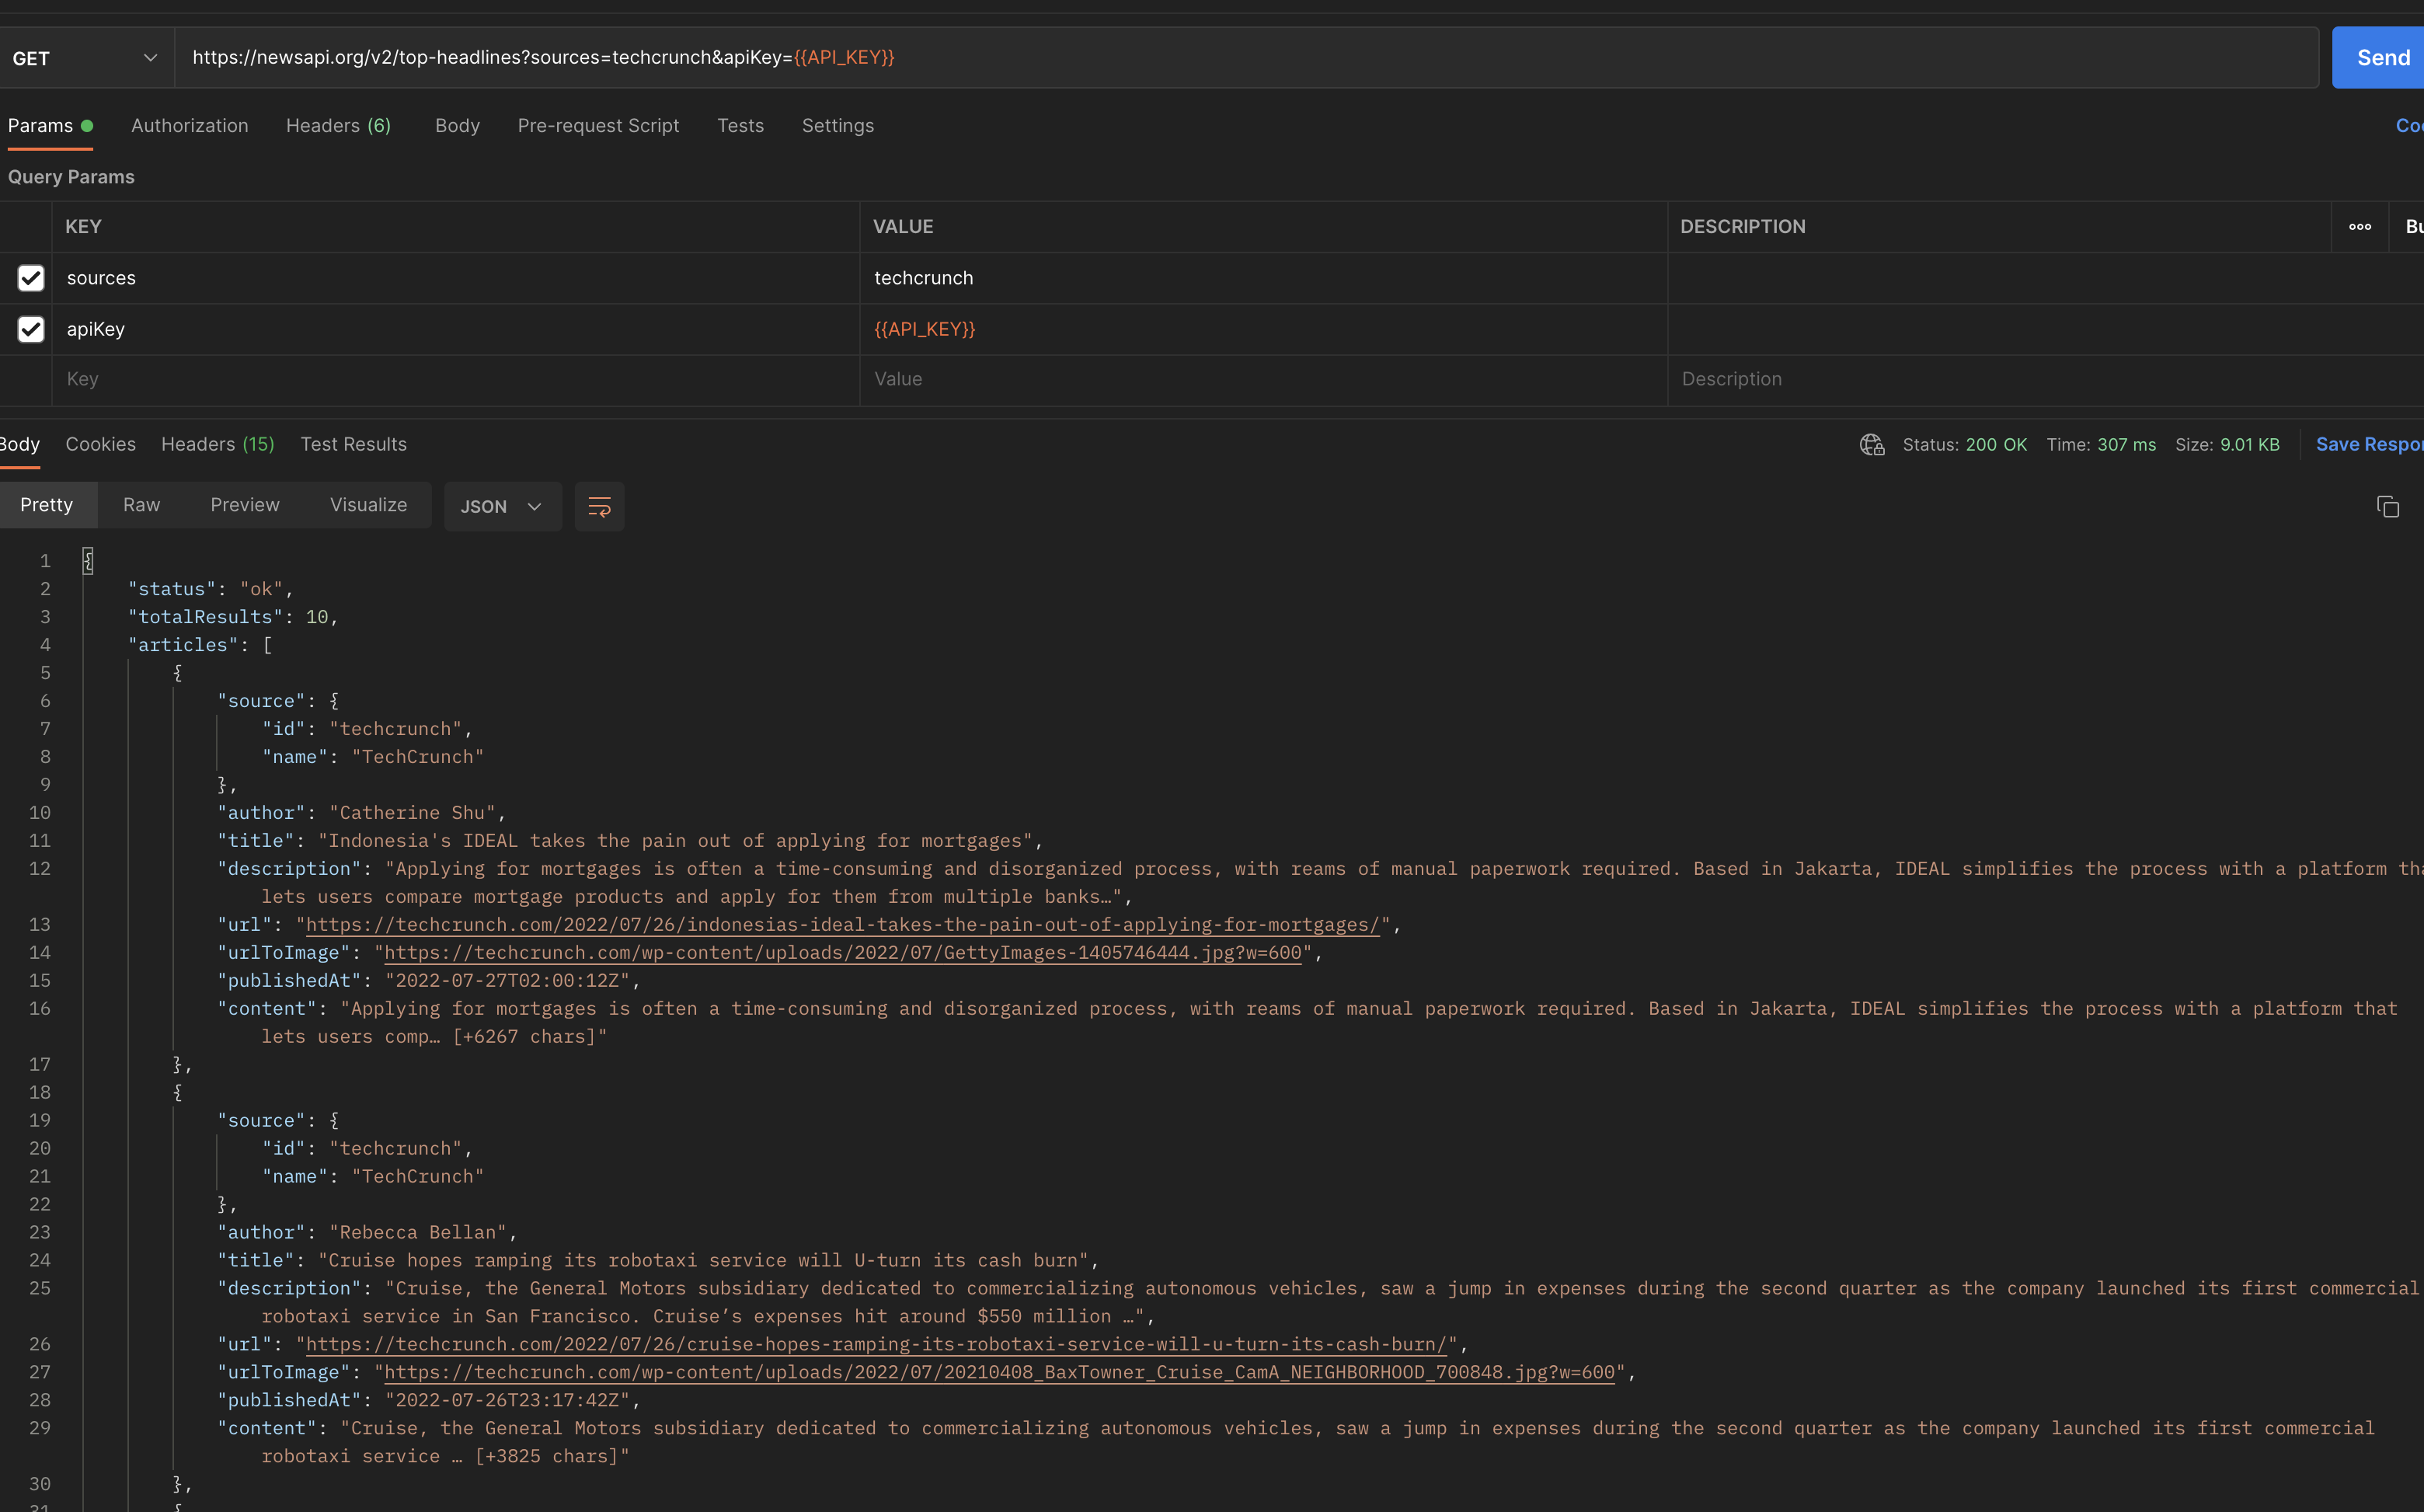 GET https://newsapi.org/v2/top-headlines?sources=techcrunch&apiKey={{API_KEY}} Send
Params Authorization Headers (6) Body Pre-request Script Tests Settings
Query Params
KEY VALUE DESCRIPTION ooo
sources techcrunch
apiKey {{API_KEY}}
Key Value Description
Body Cookies Headers (15) Test Results Status: 200 OK Time: 307 ms Size: 9.01 KB Save
Pretty Raw Preview Visualize JSON
1 {
2 "status": "ok",
3 "totalResults": 10,
4 "articles": [
5 {
6 "source": {
7 "id": "techcrunch",
8 "name": "TechCrunch"
9 },
10 "author": "Catherine Shu",
11 "title": "Indonesia's IDEAL takes the pain out of applying for mortgages",
12 "description": "Applying for mortgages is often a time-consuming and disorganized process, with reams of manual paperwork required. Based in Jakarta, IDEAL simplifies the process with a platform
lets users compare mortgage products and apply for them from multiple banks…",
13 "url": "https://techcrunch.com/2022/07/26/indonesias-ideal-takes-the-pain-out-of-applying-for-mortgages/",
14 "urlToImage": "https://techcrunch.com/wp-content/uploads/2022/07/GettyImages-1405746444.jpg?w=600",
15 "publishedAt": "2022-07-27T02:00:12Z",
16 "content": "Applying for mortgages is often a time-consuming and disorganized process, with reams of manual paperwork required. Based in Jakarta, IDEAL simplifies the process with a platform that
lets users comp… [+6267 chars]"
17 },
18 {
19 "source": {
20 "id": "techcrunch",
21 "name": "TechCrunch"
22 },
23 "author": "Rebecca Bellan",
24 "title": "Cruise hopes ramping its robotaxi service will U-turn its cash burn",
25 "description": "Cruise, the General Motors subsidiary dedicated to commercializing autonomous vehicles, saw a jump in expenses during the second quarter as the company launched its first commercial
robotaxi service in San Francisco. Cruise’s expenses hit around $550 million …",
26 "url": "https://techcrunch.com/2022/07/26/cruise-hopes-ramping-its-robotaxi-service-will-u-turn-its-cash-burn/",
27 "urlToImage": "https://techcrunch.com/wp-content/uploads/2022/07/20210408_BaxTowner_Cruise_CamA_NEIGHBORHOOD_700848.jpg?w=600",
28 "publishedAt": "2022-07-26T23:17:42Z",
29 "content": "Cruise, the General Motors subsidiary dedicated to commercializing autonomous vehicles, saw a jump in expenses during the second quarter as the company launched its first commercial
robotaxi service … [+3825 chars]"
30 },
31 {